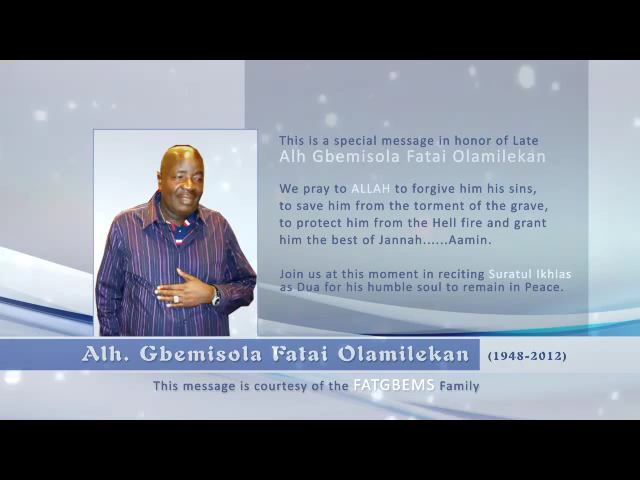 This is a special message in honor of Late
Alh Gbemisola Fatai Olamilekan
We pray to ALLAH to forgive him his sins,
to save him from the torment of the grave,
to protect him from the Hell fire and grant
him the best of Jannah......Aamin.
Join us at this moment in reciting Suratul Ikhlas
as Dua for his humble soul to remain in Peace.
Alh. Gbemisola Fatai Olamilekan (1948-2012)
This message is courtesy of the FATGBEMS Family